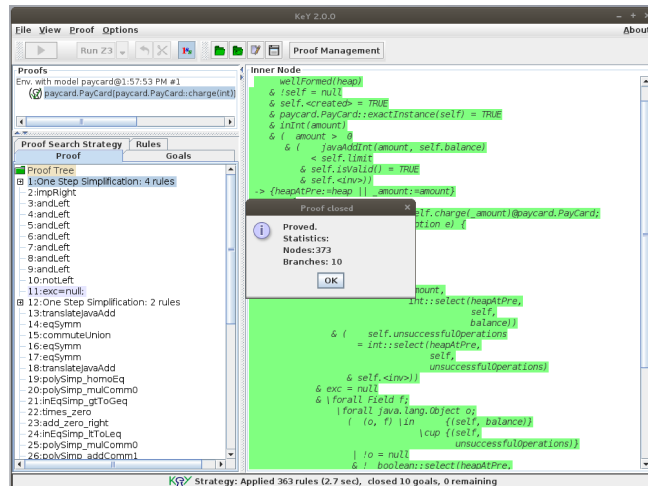 KeY 2.0.0
File View Proof Options
About
Run Z3
Proof Management
Proofs
Env. with model paycard@1:57:53 PM #1
paycard.PayCard[paycard.PayCard::charge(int)]
Proof Search Strategy
Rules
Proof
Goals
Proof Tree
1:One Step Simplification: 4 rules
2:impRight
3:andLeft
4:andLeft
5:andLeft
6:andLeft
7:andLeft
8:andLeft
9:andLeft
10:notLeft
11:exc=null;
12:One Step Simplification: 2 rules
13:translateJavaAdd
14:eqSymm
15:commuteUnion
16:eqSymm
17:eqSymm
18:translateJavaAdd
19:polySimp_homoEq
20:polySimp_mulComm0
21:inEqSimp_gtToGeq
22:times_zero
23:add_zero_right
24:inEqSimp_ltToLeq
25:polySimp_mulComm0
26:polySimp_addComm1
Inner Node
wellFormed(heap)
& !self = null
& self.<created> = TRUE
& paycard.PayCard::exactInstance(self) = TRUE
& inInt(amount)
& ( amount > 0
& ( javaAddInt(amount, self.balance)
< self.limit
& self.isValid() = TRUE
& self.<inv>))
-> {heapAtPre:=heap || _amount:=amount}
self.charge(_amount)@paycard.PayCard;
e) {
Proof closed
Proved.
Statistics:
Nodes:373
Branches: 10
OK
int::select(heapAtPre,
self,
balance))
& ( self.unsuccessfulOperations
= int::select(heapAtPre,
self,
unsuccessfulOperations)
& self.<inv>))
& exc = null
& \forall Field f;
\forall java.lang.Object o;
( (o, f) \in {(self, balance)}
\cup {(self,
unsuccessfulOperations)}
| !o = null
& ! boolean::select(heapAtPre,
KeY Strategy: Applied 363 rules (2.7 sec), closed 10 goals, 0 remaining